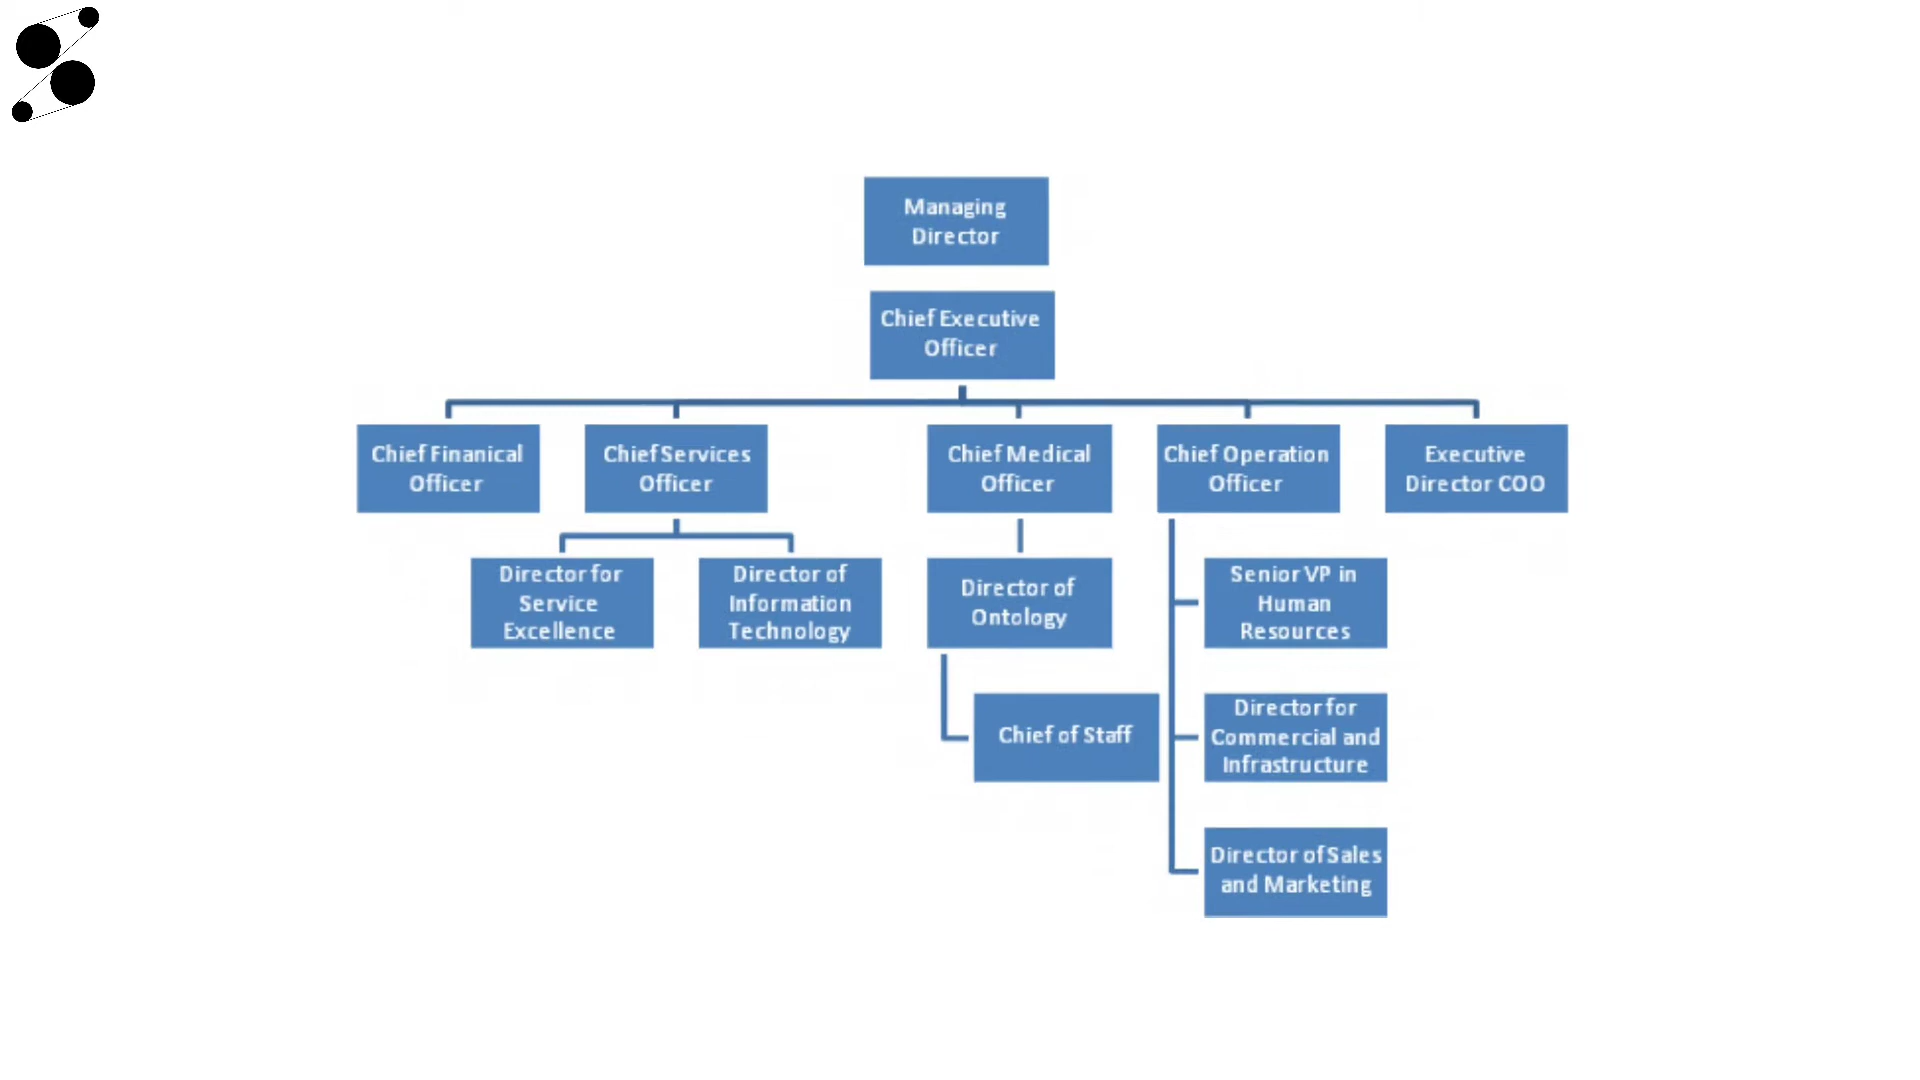 Managing
Director
Chief Executive
Officer
Chief Finanical
Officer
Chief Services
Officer
Chief Medical
Officer
Chief Operation
Officer
Executive
Director COO
Director for
Service
Excellence
Director of
Information
Technology
Director of
Ontology
Senior VP in
Human
Resources
Chief of Staff
Director for
Commercial and
Infrastructure
Director of Sales
and Marketing